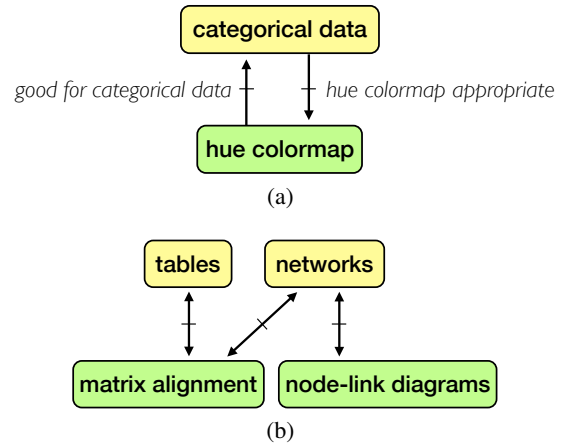 categorical data
good for categorical data
hue colormap appropriate
hue colormap
(a)
tables
networks
matrix alignment
node-link diagrams
(b)